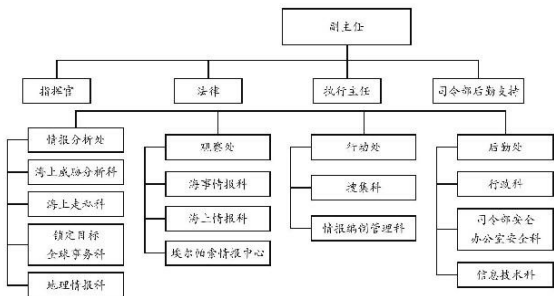 副主任
指挥官
法律
执行主任
司令部后勤支持
情报分析处
海上威胁分析科
海上走私科
锁定目标
全球事务科
地理情报科
观察处
海事情报科
海上情报科
埃尔帕索情报中心
行动处
搜集科
情报编制管理科
后勤处
行政科
司令部安全
办公室安全科
信息技术科